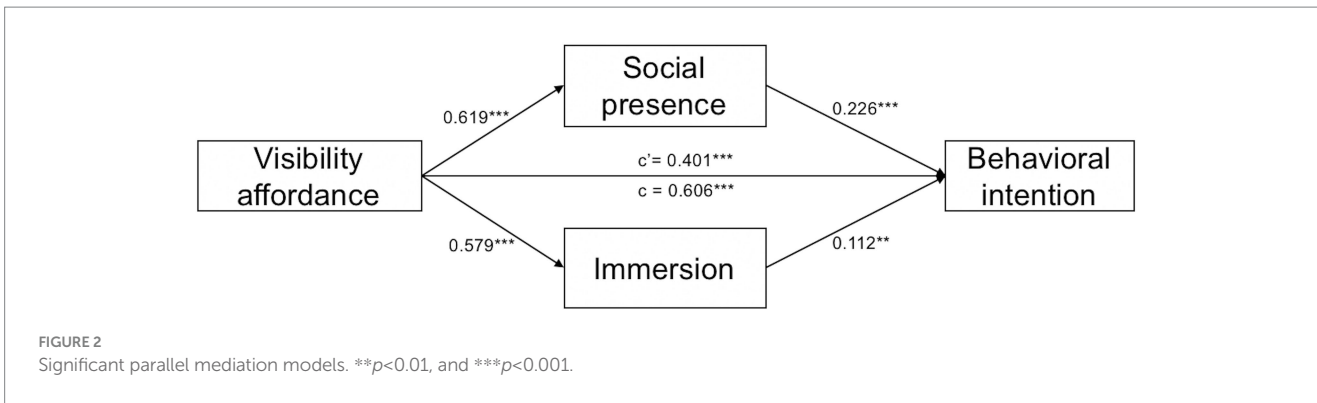 Social
presence
0.619***
0.226***
Visibility
affordance
c'= 0.401***
c = 0.606***
Behavioral
intention
0.579***
Immersion
0.112**
FIGURE 2
Significant parallel mediation models. **p<0.01, and ***p<0.001.